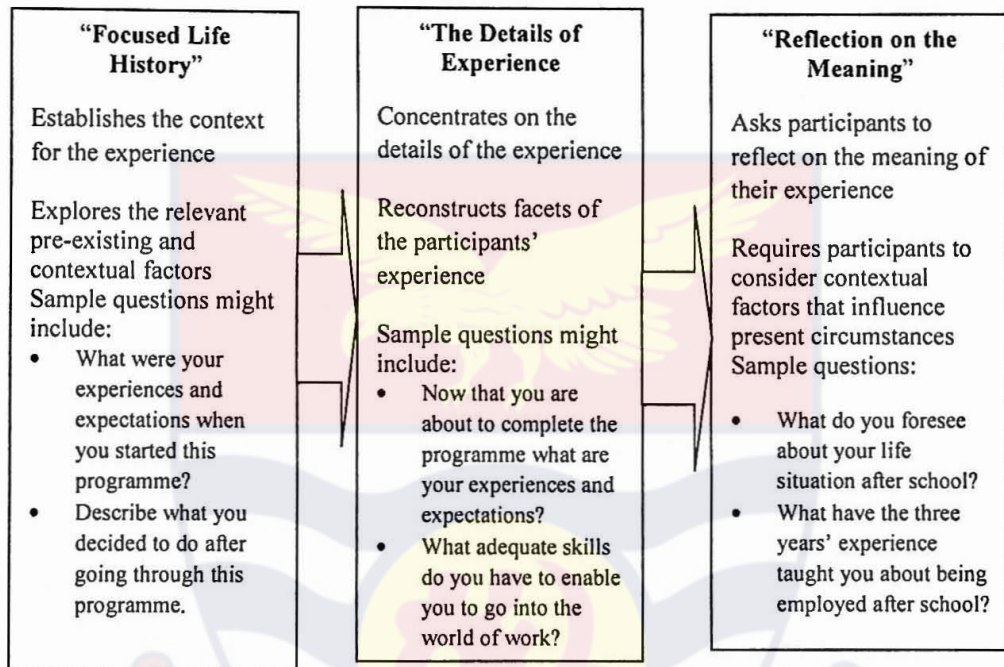 “Focused Life
History”
Establishes the context
for the experience
Explores the relevant
pre-existing and
contextual factors
Sample questions might
include:
• What were your
experiences and
expectations when
you started this
programme?
• Describe what you
decided to do after
going through this
programme.
“The Details of
Experience
Concentrates on the
details of the experience
Reconstructs facets of
the participants’
experience
Sample questions might
include:
• Now that you are
about to complete the
programme what are
your experiences and
expectations?
• What adequate skills
do you have to enable
you to go into the
world of work?
“Reflection on the
Meaning”
Asks participants to
reflect on the meaning of
their experience
Requires participants to
consider contextual
factors that influence
present circumstances
Sample questions:
• What do you foresee
about your life
situation after school?
• What have the three
years’ experience
taught you about being
employed after school?